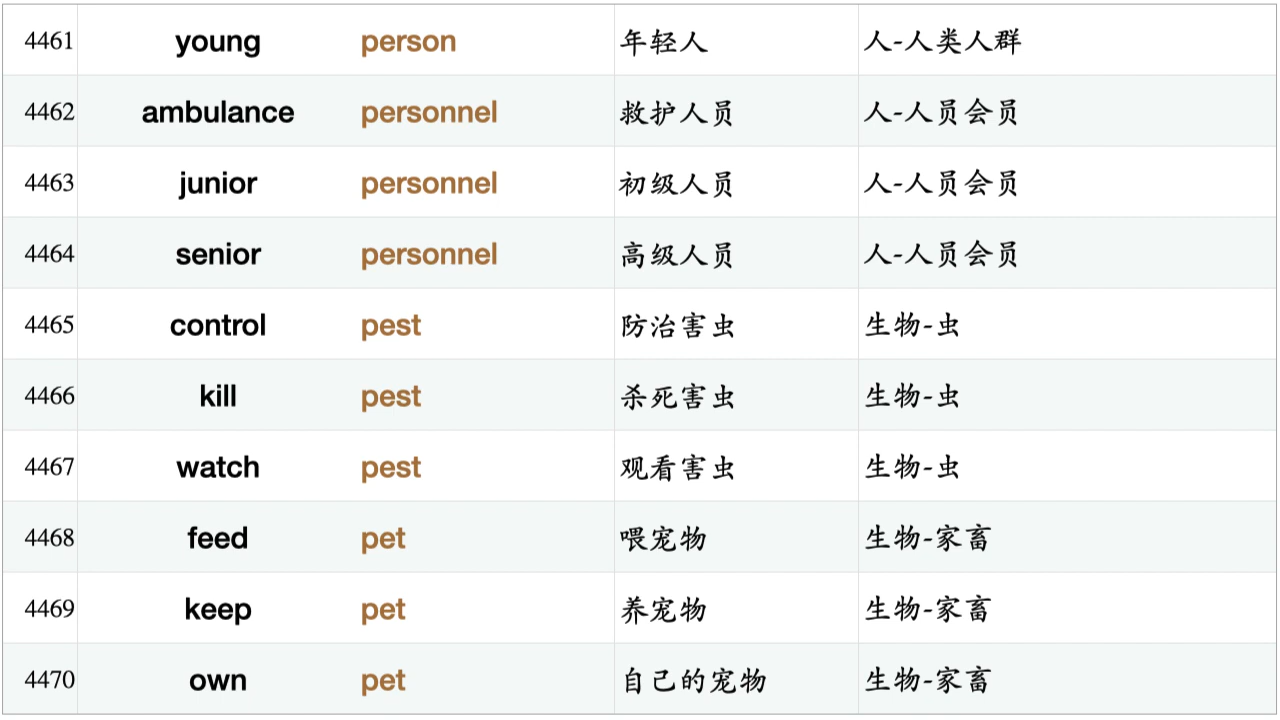 4461 young person 年轻人 人-人类人群
4462 ambulance personnel 救护人员 人-人员会员
4463 junior personnel 初级人员 人-人员会员
4464 senior personnel 高级人员 人-人员会员
4465 control pest 防治害虫 生物-虫
4466 kill pest 杀死害虫 生物-虫
4467 watch pest 观看害虫 生物-虫
4468 feed pet 喂宠物 生物-家畜
4469 keep pet 养宠物 生物-家畜
4470 own pet 自己的宠物 生物-家畜